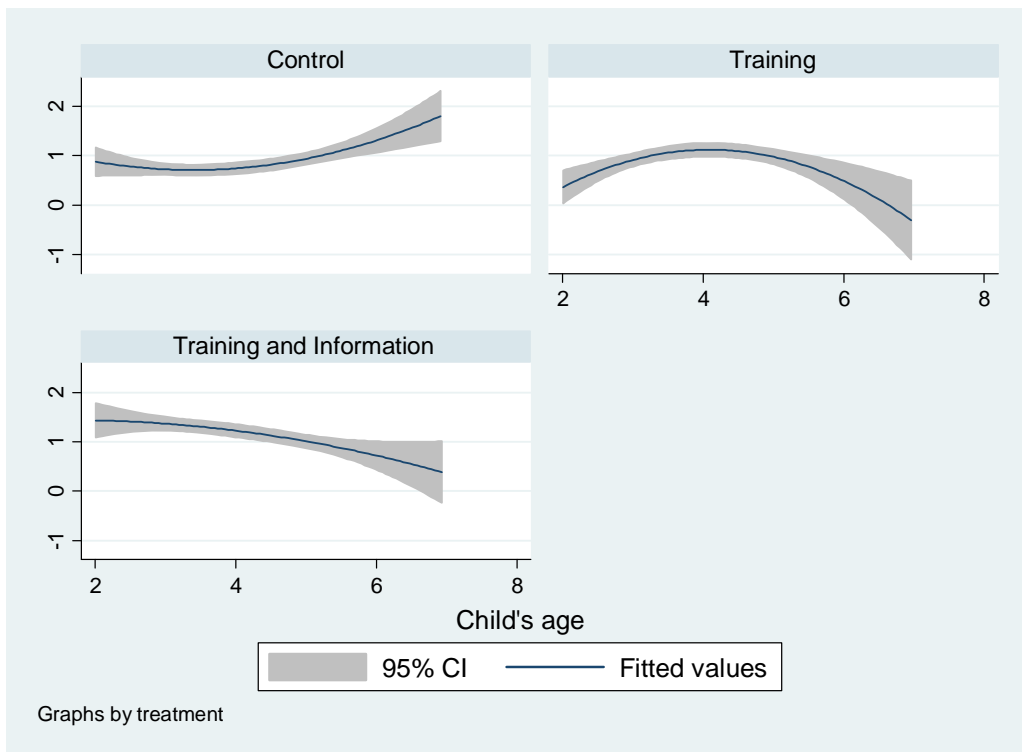 Control
Training
2
1
0
-1
2 4 6 8
Training and Information
2
1
0
-1
2 4 6 8
Child's age
95% CI Fitted values
Graphs by treatment